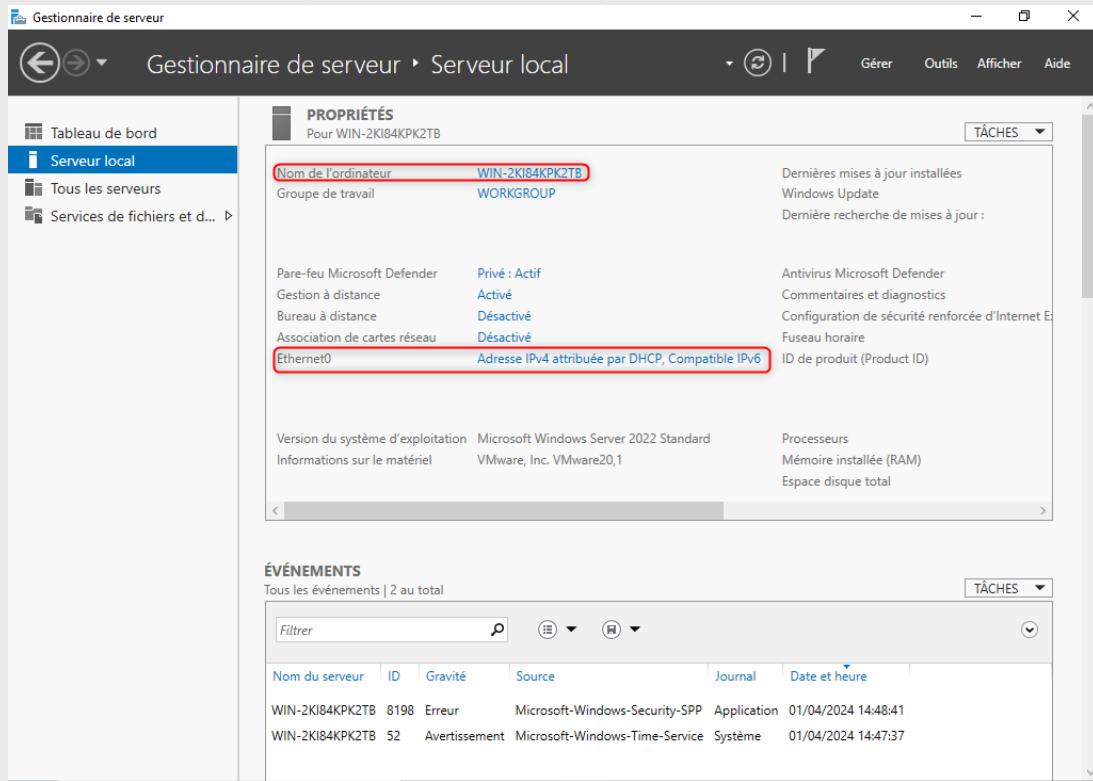 Gestionnaire de serveur
Gestionnaire de serveur ‣ Serveur local
Gérer Outils Afficher Aide
Tableau de bord
Serveur local
Tous les serveurs
Services de fichiers et d...
PROPRIÉTÉS
Pour WIN-2KI84KPK2TB
TÂCHES
Nom de l'ordinateur WIN-2KI84KPK2TB Dernières mises à jour installées
Groupe de travail WORKGROUP Windows Update
Dernière recherche de mises à jour :
Pare-feu Microsoft Defender Privé : Actif Antivirus Microsoft Defender
Gestion à distance Activé Commentaires et diagnostics
Bureau à distance Désactivé Configuration de sécurité renforcée d'Internet E
Association de cartes réseau Désactivé Fuseau horaire
Ethernet0 Adresse IPv4 attribuée par DHCP, Compatible IPv6 ID de produit (Product ID)
Version du système d'exploitation Microsoft Windows Server 2022 Standard Processeurs
Informations sur le matériel VMware, Inc. VMware20,1 Mémoire installée (RAM)
Espace disque total
ÉVÉNEMENTS
Tous les événements | 2 au total
TÂCHES
Filtrer
Nom du serveur ID Gravité Source Journal Date et heure
WIN-2KI84KPK2TB 8198 Erreur Microsoft-Windows-Security-SPP Application 01/04/2024 14:48:41
WIN-2KI84KPK2TB 52 Avertissement Microsoft-Windows-Time-Service Système 01/04/2024 14:47:37